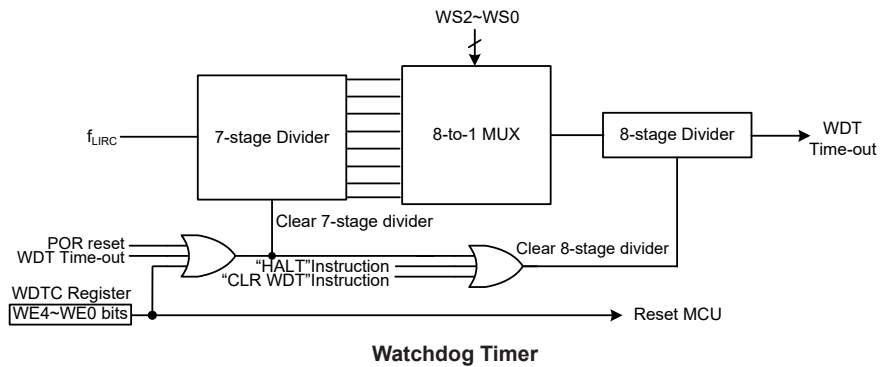 WS2~WS0
fLIRC
7-stage Divider
8-to-1 MUX
8-stage Divider
WDT
Time-out
Clear 7-stage divider
POR reset
WDT Time-out
"HALT"Instruction
"CLR WDT"Instruction
Clear 8-stage divider
WDTC Register
WE4~WE0 bits
Reset MCU
Watchdog Timer